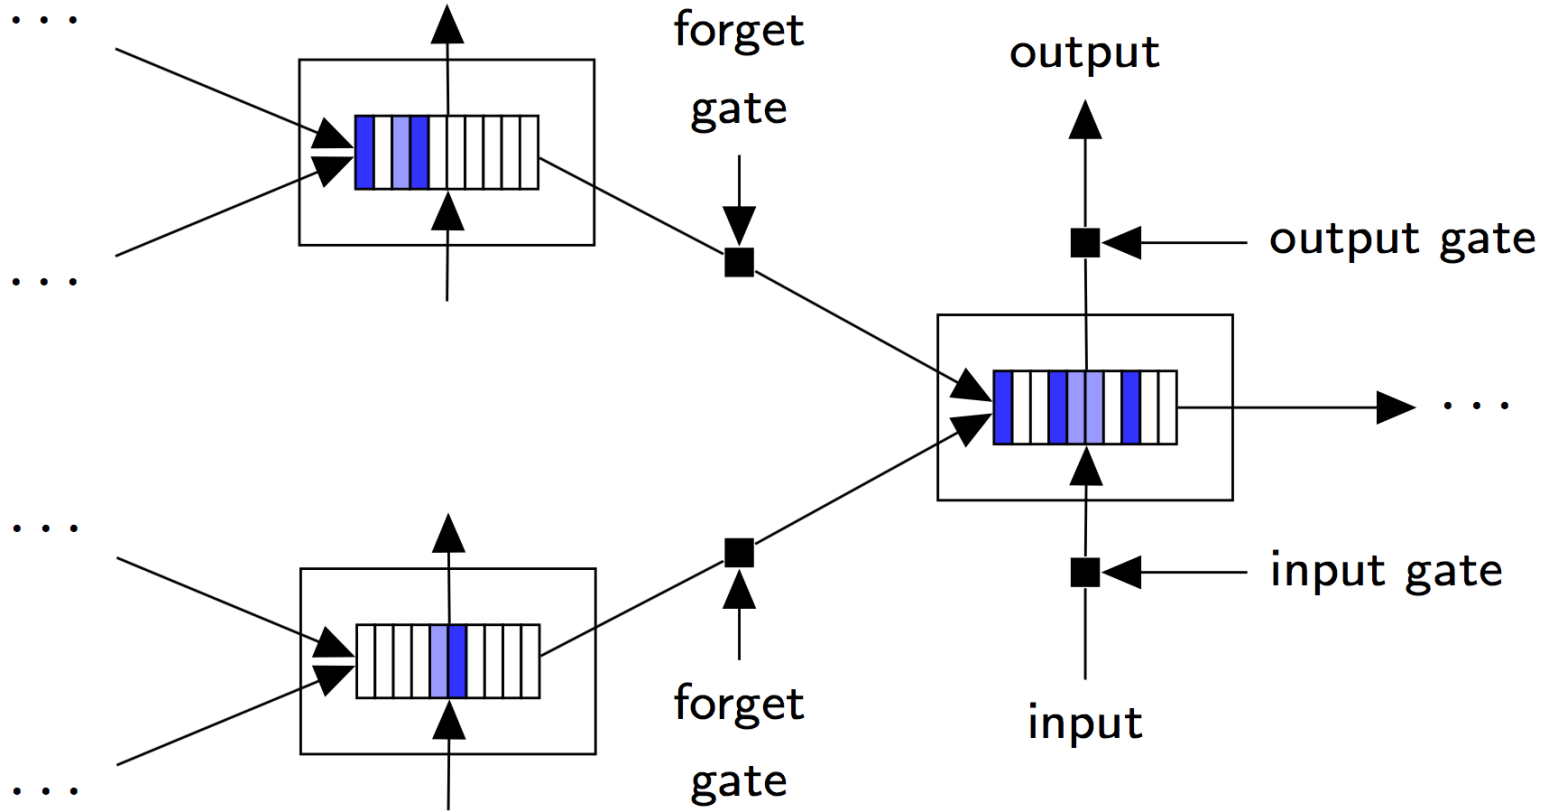 ...
forget
gate
output
output gate
...
...
...
input gate
forget
gate
input
...